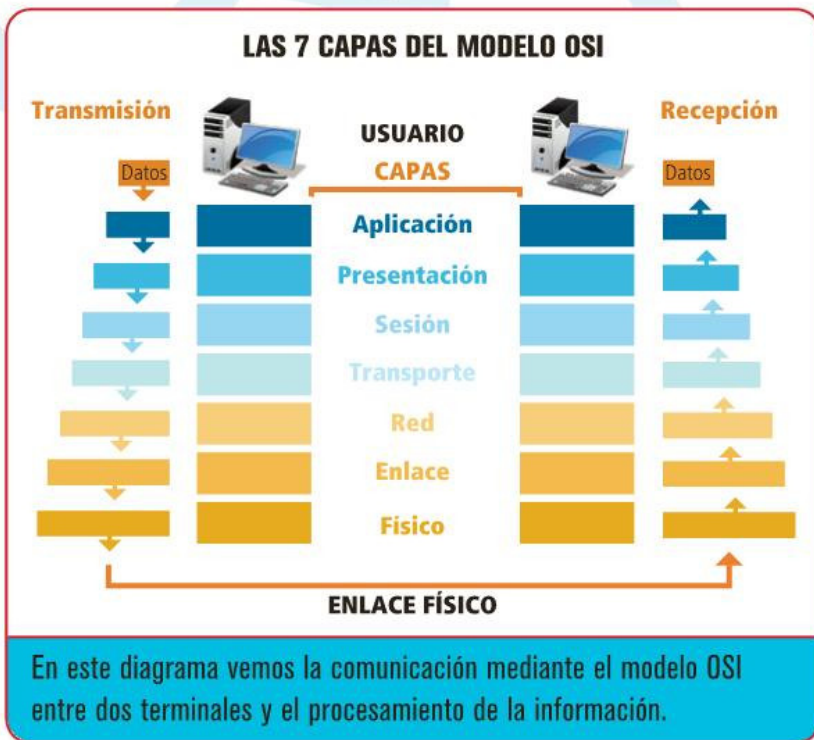 LAS 7 CAPAS DEL MODELO OSI
Transmisión
Recepción
USUARIO
Datos
CAPAS
Datos
Aplicación
Presentación
Sesión
Transporte
Red
Enlace
Físico
ENLACE FÍSICO
En este diagrama vemos la comunicación mediante el modelo OSI
entre dos terminales y el procesamiento de la información.